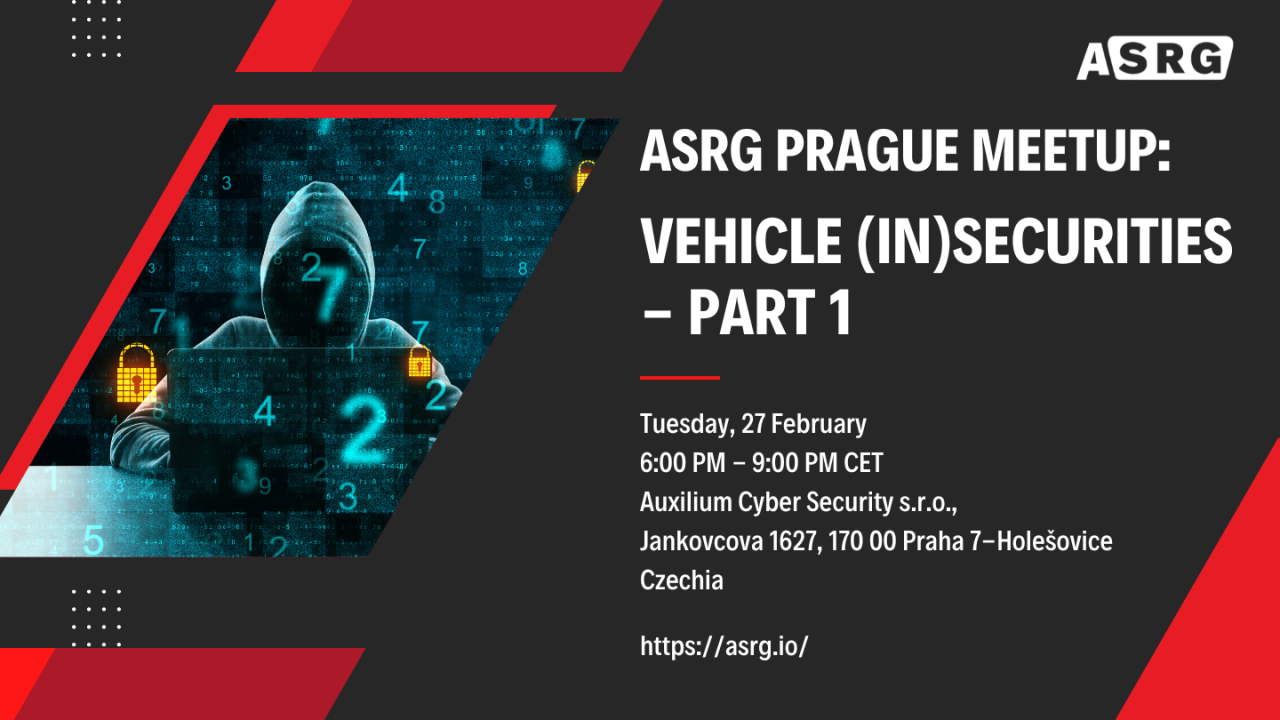 ASRG
ASRG PRAGUE MEETUP:
VEHICLE (IN)SECURITIES
– PART 1
Tuesday, 27 February
6:00 PM – 9:00 PM CET
Auxilium Cyber Security s.r.o.,
Jankovcova 1627, 170 00 Praha 7–Holešovice
Czechia
https://asrg.io/